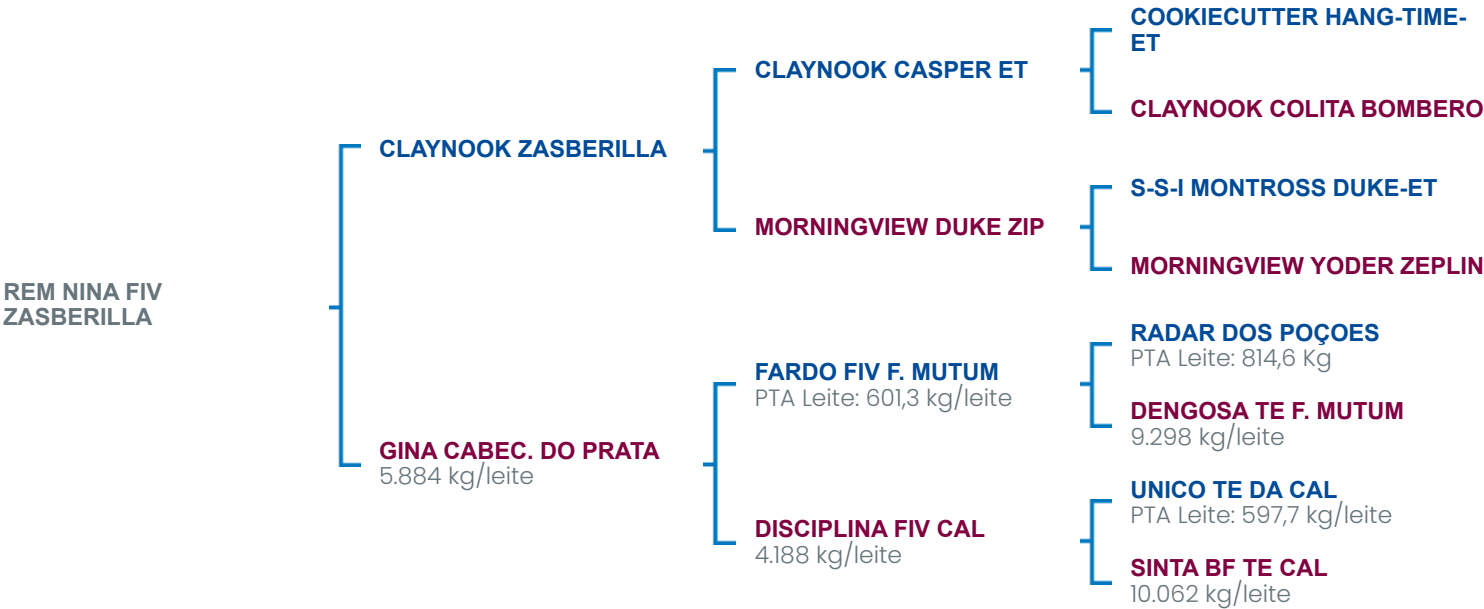 COOKIECUTTER HANG-TIME-
ET
CLAYNOOK CASPER ET
CLAYNOOK COLITA BOMBERO
CLAYNOOK ZASBERILLA
S-S-I MONTROSS DUKE-ET
MORNINGVIEW DUKE ZIP
MORNINGVIEW YODER ZEPLIN
REM NINA FIV
ZASBERILLA
RADAR DOS POÇOES
PTA Leite: 814,6 Kg
FARDO FIV F. MUTUM
PTA Leite: 601,3 kg/leite
DENGOSA TE F. MUTUM
9.298 kg/leite
GINA CABEC. DO PRATA
5.884 kg/leite
UNICO TE DA CAL
PTA Leite: 597,7 kg/leite
DISCIPLINA FIV CAL
4.188 kg/leite
SINTA BF TE CAL
10.062 kg/leite